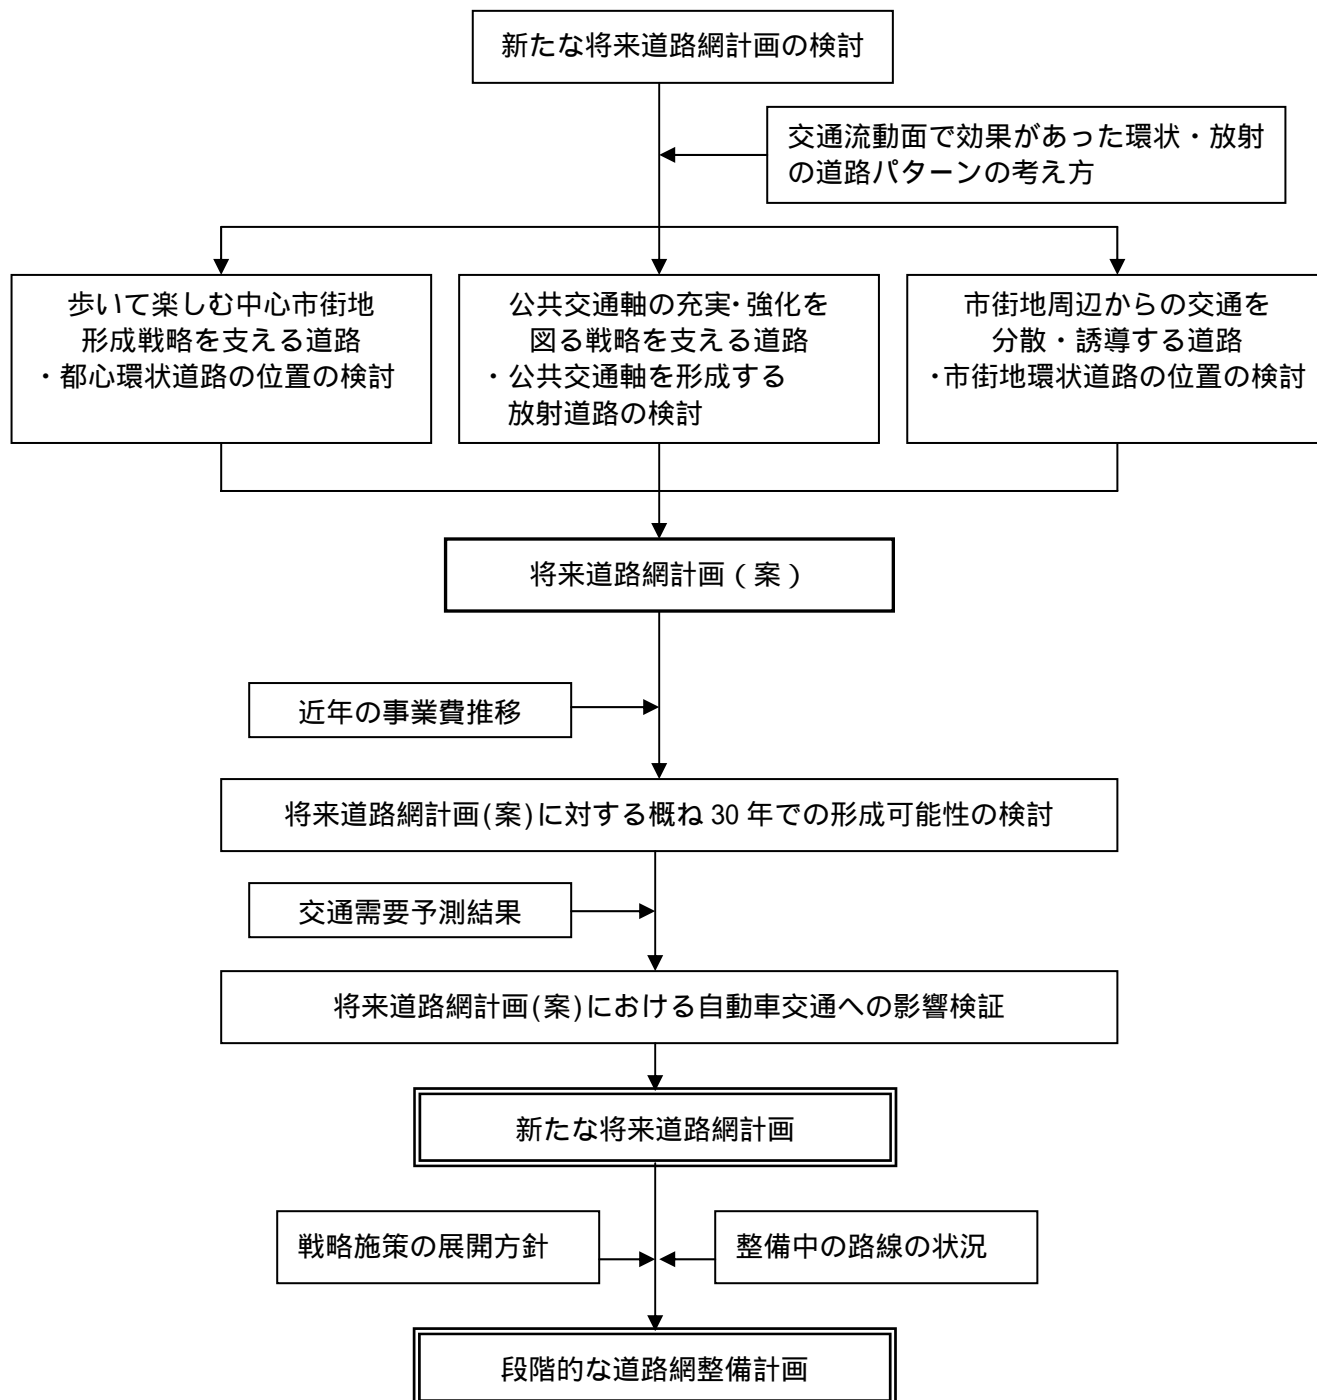 新たな将来道路網計画の検討
交通流動面で効果があった環状・放射
の道路パターンの考え方
歩いて楽しむ中心市街地
形成戦略を支える道路
・都心環状道路の位置の検討
公共交通軸の充実・強化を
図る戦略を支える道路
・公共交通軸を形成する
放射道路の検討
市街地周辺からの交通を
分散・誘導する道路
・市街地環状道路の位置の検討
将来道路網計画（案）
近年の事業費推移
将来道路網計画(案)に対する概ね 30 年での形成可能性の検討
交通需要予測結果
将来道路網計画(案)における自動車交通への影響検証
新たな将来道路網計画
戦略施策の展開方針
整備中の路線の状況
段階的な道路網整備計画